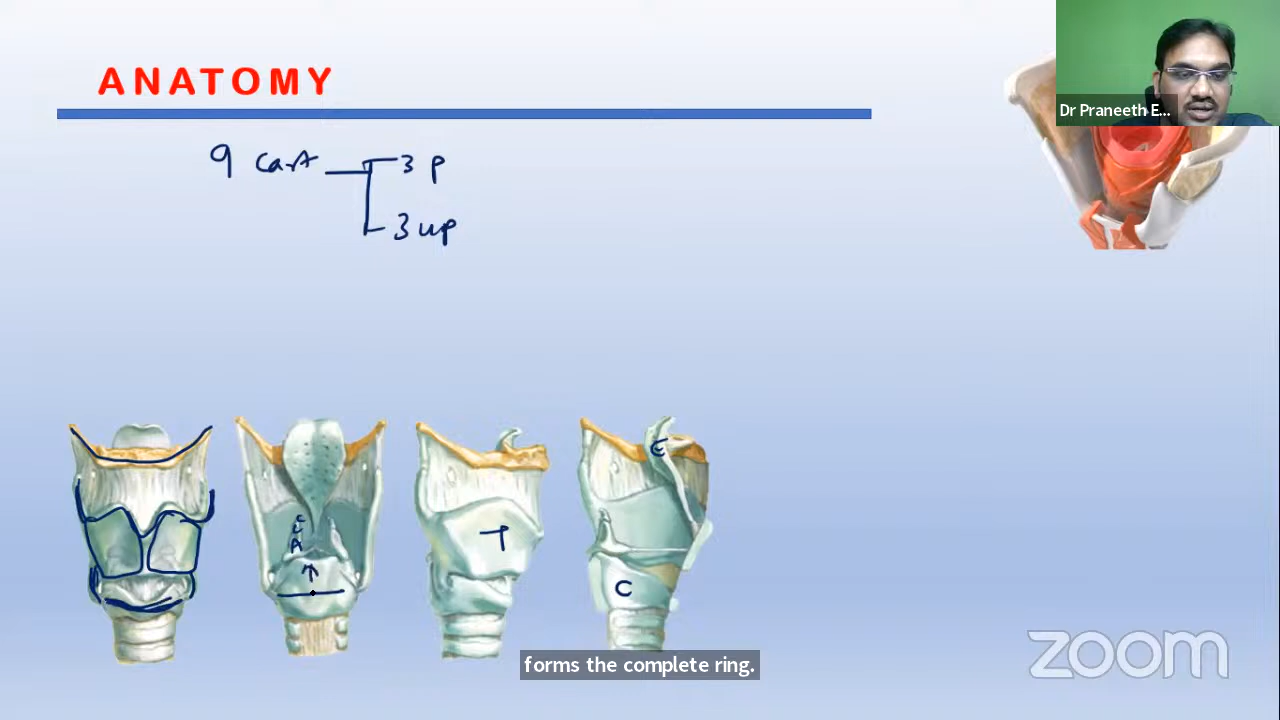 ANATOMY
Dr Praneeth E...
9 cart 3 P
3 up
E
C
C
A
T
C
zoom
forms the complete ring.